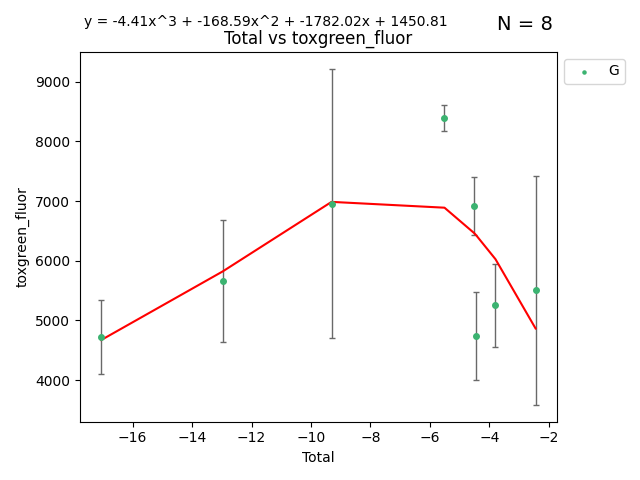 y = -4.41x^3 + -168.59x^2 + -1782.02x + 1450.81
N = 8
Total vs toxgreen_fluor
G
toxgreen_fluor
9000
8000
7000
6000
5000
4000
−16
−14
−12
−10
−8
−6
−4
−2
Total